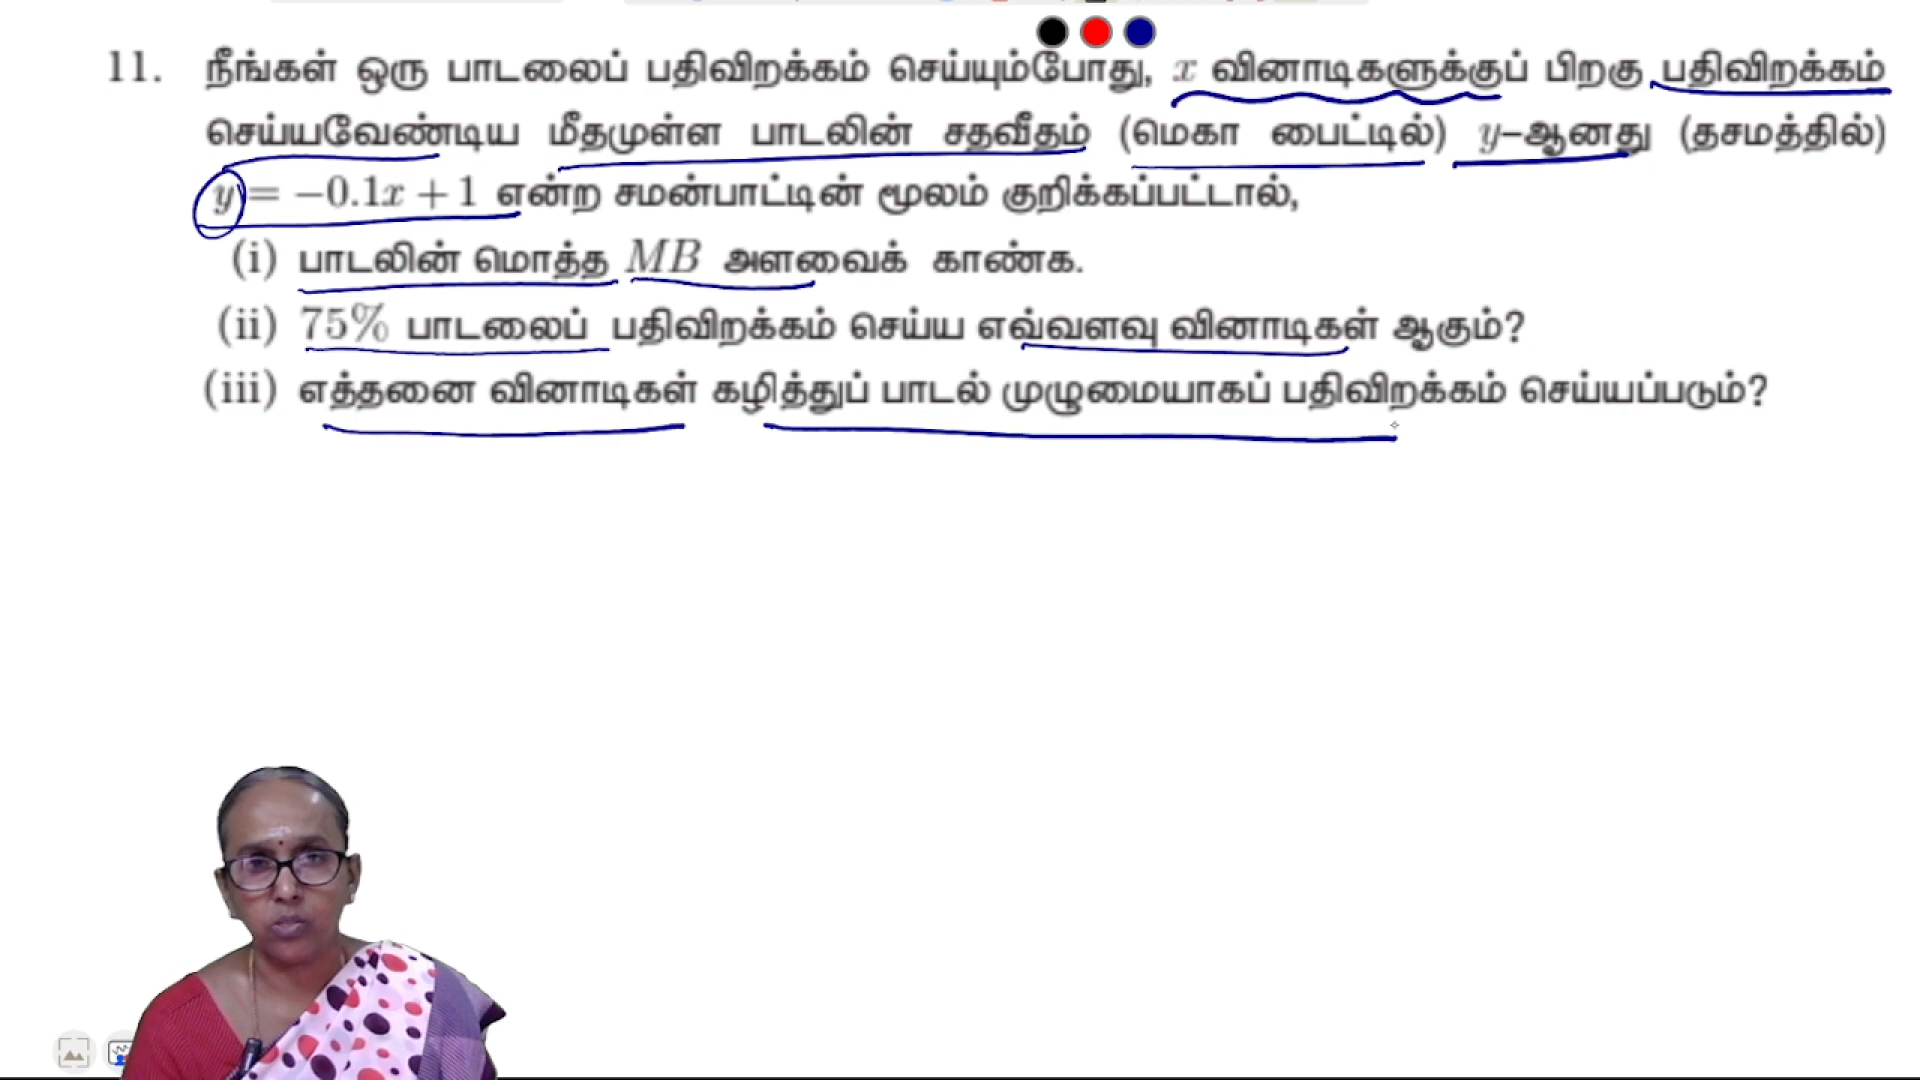 11. நீங்கள் ஒரு பாடலைப் பதிவிறக்கம் செய்யும்போது, x வினாடிகளுக்குப் பிறகு பதிவிறக்கம்
செய்யவேண்டிய மீதமுள்ள பாடலின் சதவீதம் (மெகா பைட்டில்) y–ஆனது (தசமத்தில்)
y = −0.1x + 1 என்ற சமன்பாட்டின் மூலம் குறிக்கப்பட்டால்,
(i) பாடலின் மொத்த MB அளவைக் காண்க.
(ii) 75% பாடலைப் பதிவிறக்கம் செய்ய எவ்வளவு வினாடிகள் ஆகும்?
(iii) எத்தனை வினாடிகள் கழித்துப் பாடல் முழுமையாகப் பதிவிறக்கம் செய்யப்படும்?